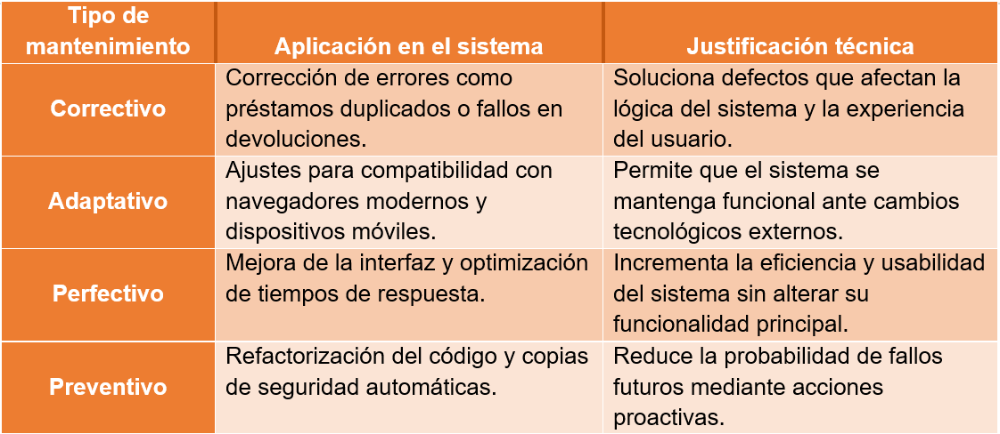 Tipo de
mantenimiento
Aplicación en el sistema
Justificación técnica
Correctivo
Corrección de errores como
préstamos duplicados o fallos en
devoluciones.
Soluciona defectos que afectan la
lógica del sistema y la experiencia
del usuario.
Adaptativo
Ajustes para compatibilidad con
navegadores modernos y
dispositivos móviles.
Permite que el sistema se
mantenga funcional ante cambios
tecnológicos externos.
Perfectivo
Mejora de la interfaz y optimización
de tiempos de respuesta.
Incrementa la eficiencia y usabilidad
del sistema sin alterar su
funcionalidad principal.
Preventivo
Refactorización del código y copias
de seguridad automáticas.
Reduce la probabilidad de fallos
futuros mediante acciones
proactivas.